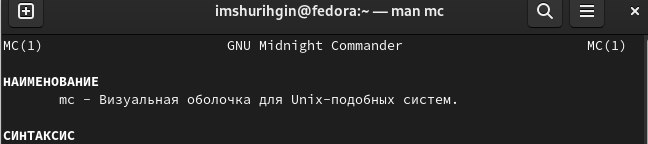 imshurihgin@fedora:~ — man mc
MC(1) GNU Midnight Commander MC(1)
НАИМЕНОВАНИЕ
mc - Визуальная оболочка для Unix-подобных систем.
СИНТАКСИС